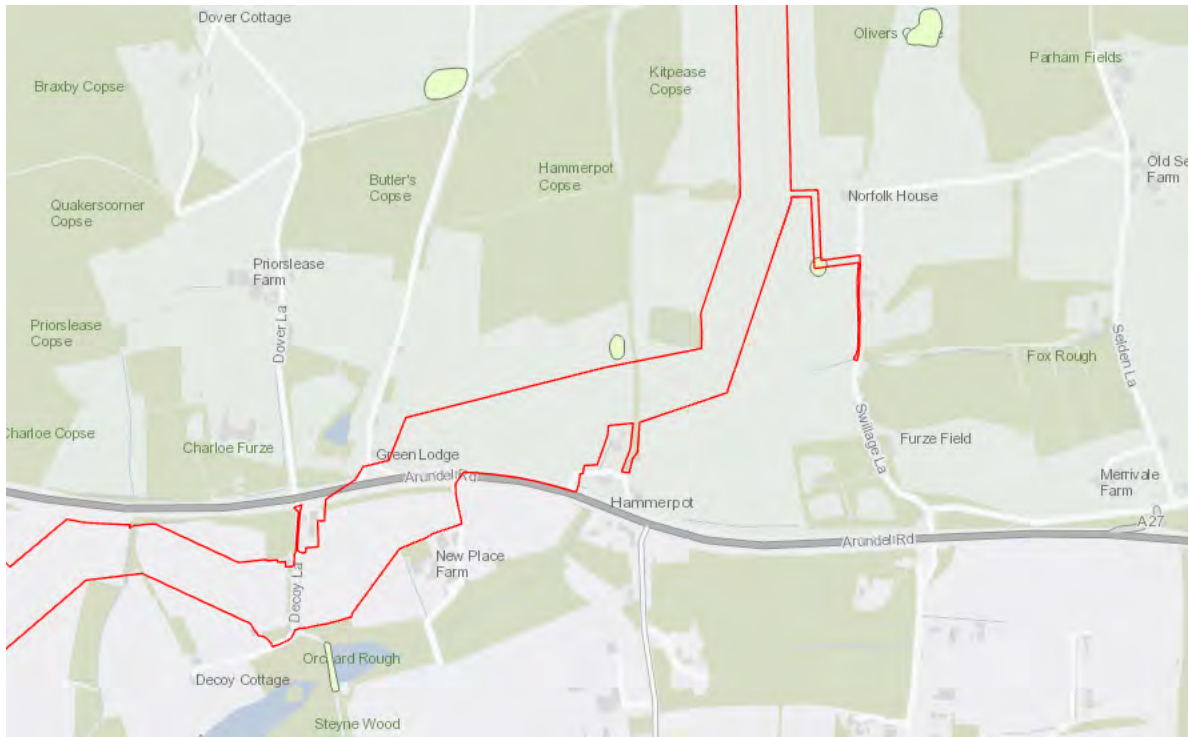 Dover Cottage
Olivers
Parham Fields
Braxby Copse
Kitpease
Copse
Butler's
Copse
Hammerpot
Copse
Old Se
Farm
Quakerscorner
Copse
Norfolk House
Priorslease
Farm
Priorslease
Copse
Dover La
Selden La
Fox Rough
Charloe Copse
Charloe Furze
Green Lodge
Arundel Rd
Swillage La
Furze Field
Merrivale
Farm
Hammerpot
A27
Arundel Rd
New Place
Farm
Decoy La
Orchard Rough
Decoy Cottage
Steyne Wood